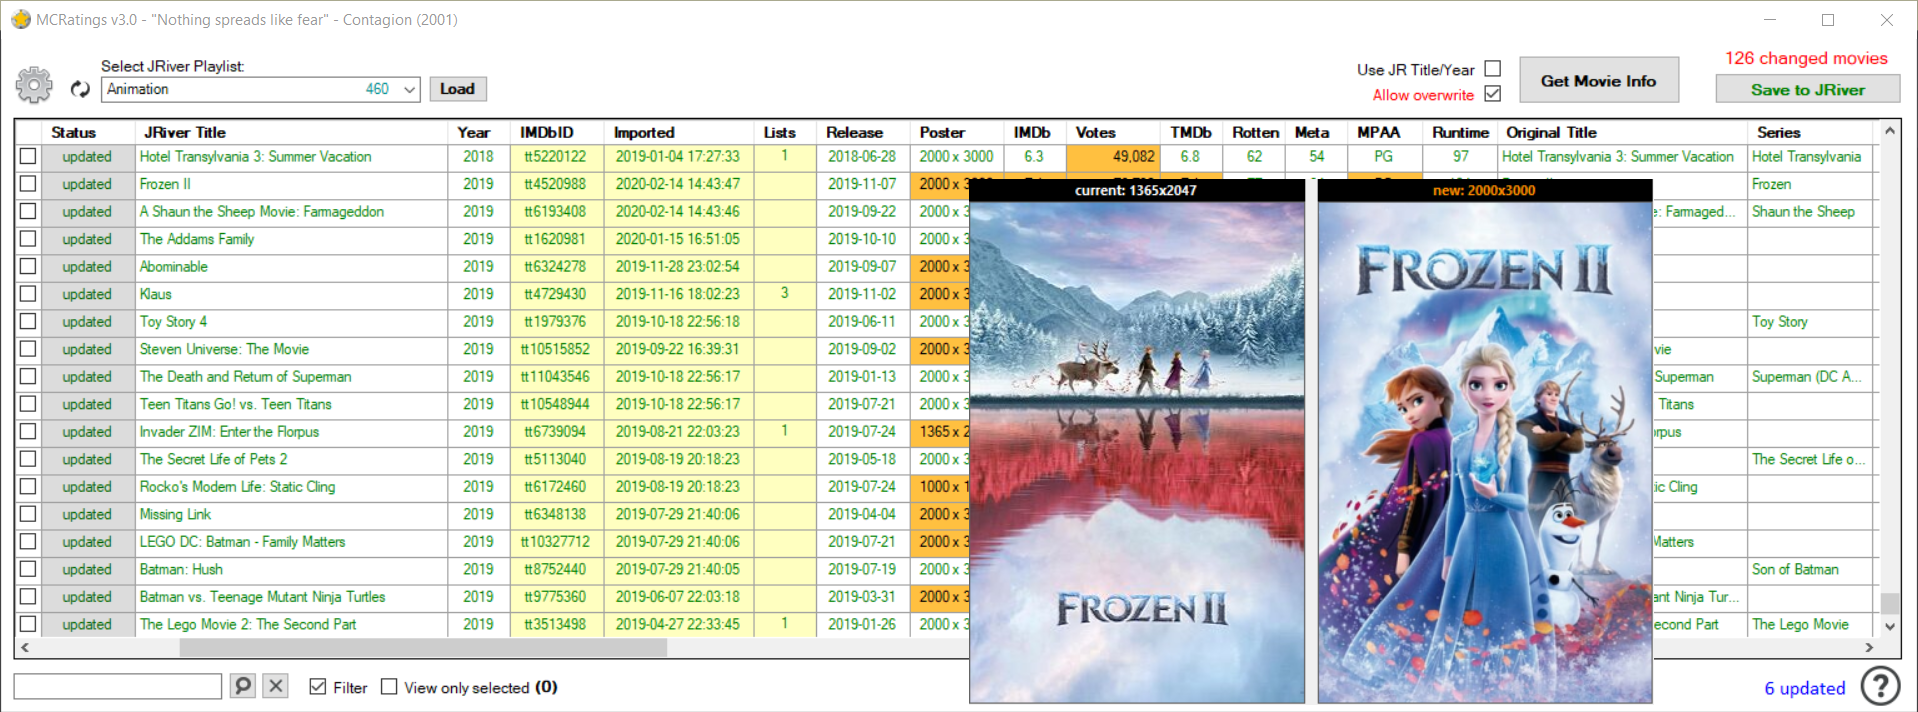 MCRatings v3.0 - "Nothing spreads like fear" - Contagion (2001)
Select JRiver Playlist:
Animation 460
Load
Use JR Title/Year
Allow overwrite
Get Movie Info
126 changed movies
Save to JRiver
Status JRiver Title Year IMDbID Imported Lists Release Poster IMDb Votes TMDb Rotten Meta MPAA Runtime Original Title Series
updated Hotel Transylvania 3: Summer Vacation 2018 tt5220122 2019-01-04 17:27:33 1 2018-06-28 2000 x 3000 6.3 49,082 6.8 62 54 PG 97 Hotel Transylvania 3: Summer Vacation Hotel Transylvania
updated Frozen II 2019 tt4520988 2020-02-14 14:43:47 2019-11-07 2000 x Frozen
updated A Shaun the Sheep Movie: Farmageddon 2019 tt6193408 2020-02-14 14:43:46 2019-09-22 2000 x 3 e: Farmaged... Shaun the Sheep
updated The Addams Family 2019 tt1620981 2020-01-15 16:51:05 2019-10-10 2000 x 3
updated Abominable 2019 tt6324278 2019-11-28 23:02:54 2019-09-07 2000 x 3
updated Klaus 2019 tt4729430 2019-11-16 18:02:23 3 2019-11-02 2000 x 3
updated Toy Story 4 2019 tt1979376 2019-10-18 22:56:18 2019-06-11 2000 x 3 Toy Story
updated Steven Universe: The Movie 2019 tt10515852 2019-09-22 16:39:31 2019-09-02 2000 x 3 vie
updated The Death and Return of Superman 2019 tt11043546 2019-10-18 22:56:17 2019-01-13 2000 x 3 Superman Superman (DC A...
updated Teen Titans Go! vs. Teen Titans 2019 tt10548944 2019-10-18 22:56:17 2019-07-21 2000 x 3 Titans
updated Invader ZIM: Enter the Florpus 2019 tt6739094 2019-08-21 22:03:23 1 2019-07-24 1365 x 2 orpus
updated The Secret Life of Pets 2 2019 tt5113040 2019-08-19 20:18:23 2019-05-18 2000 x 3 The Secret Life o...
updated Rocko's Modern Life: Static Cling 2019 tt6172460 2019-08-19 20:18:23 2019-07-24 1000 x 1 ic Cling
updated Missing Link 2019 tt6348138 2019-07-29 21:40:06 2019-04-04 2000 x 3
updated LEGO DC: Batman - Family Matters 2019 tt10327712 2019-07-29 21:40:06 2019-07-21 2000 x 3 Matters
updated Batman: Hush 2019 tt8752440 2019-07-29 21:40:05 2019-07-19 2000 x 3 Son of Batman
updated Batman vs. Teenage Mutant Ninja Turtles 2019 tt9775360 2019-06-07 22:03:18 2019-03-31 2000 x 3 ant Ninja Tur...
updated The Lego Movie 2: The Second Part 2019 tt3513498 2019-04-27 22:33:45 1 2019-01-26 2000 x 3 econd Part The Lego Movie
current: 1365x2047
FROZEN II
new: 2000x3000
FROZEN II
Filter
View only selected (0)
6 updated
?